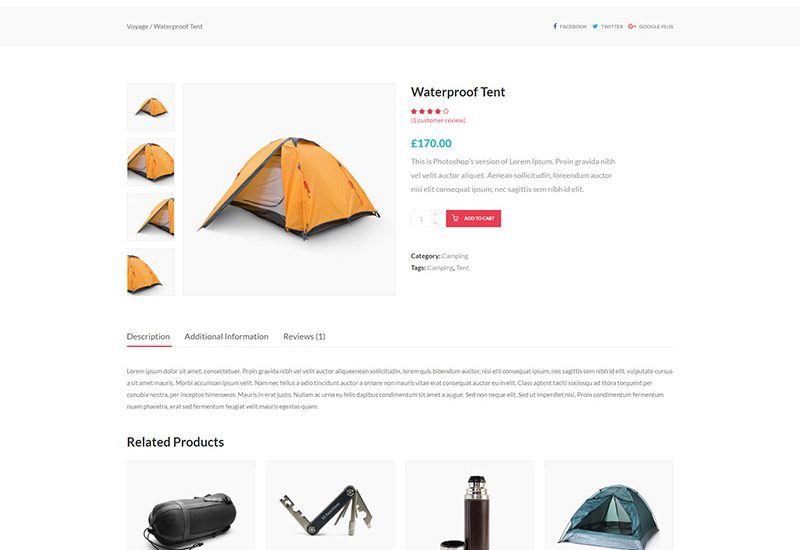 Voyage / Waterproof Tent
FACEBOOK TWITTER GOOGLE PLUS
Waterproof Tent
(1 customer review)
£170.00
This is Photoshop's version of Lorem Ipsum. Proin gravida nibh
vel velit auctor aliquet. Aenean sollicitudin, loreendum auctor
nisi elit consequat ipsum, nec sagittis sem nibh id elit.
1
ADD TO CART
Category: Camping
Tags: Camping, Tent
Description
Additional Information
Reviews (1)
Lorem ipsum dolor sit amet, consectetuer. Proin gravida nibh vel velit auctor aliqueenean sollicitudin, lorem quis bibendum auctor, nisi elit consequat ipsum, nec sagittis sem nibh id elit. vulputate cursus
a sit amet mauris. Morbi accumsan ipsum velit. Nam nec tellus a odio tincidunt auctor a ornare non mauris vitae erat consequat auctor eu in elit. Class aptent taciti sociosqu ad litora torquent per
conubia nostra, per inceptos himenaeos. Mauris in erat justo. Nullam ac urna eu felis dapibus condimentum sit amet a augue. Sed non neque elit. Sed ut imperdiet nisi. Proin condimentum fermentum
nuam pharetra, erat sed fermentum feugiat velit mauris egestas quam.
Related Products